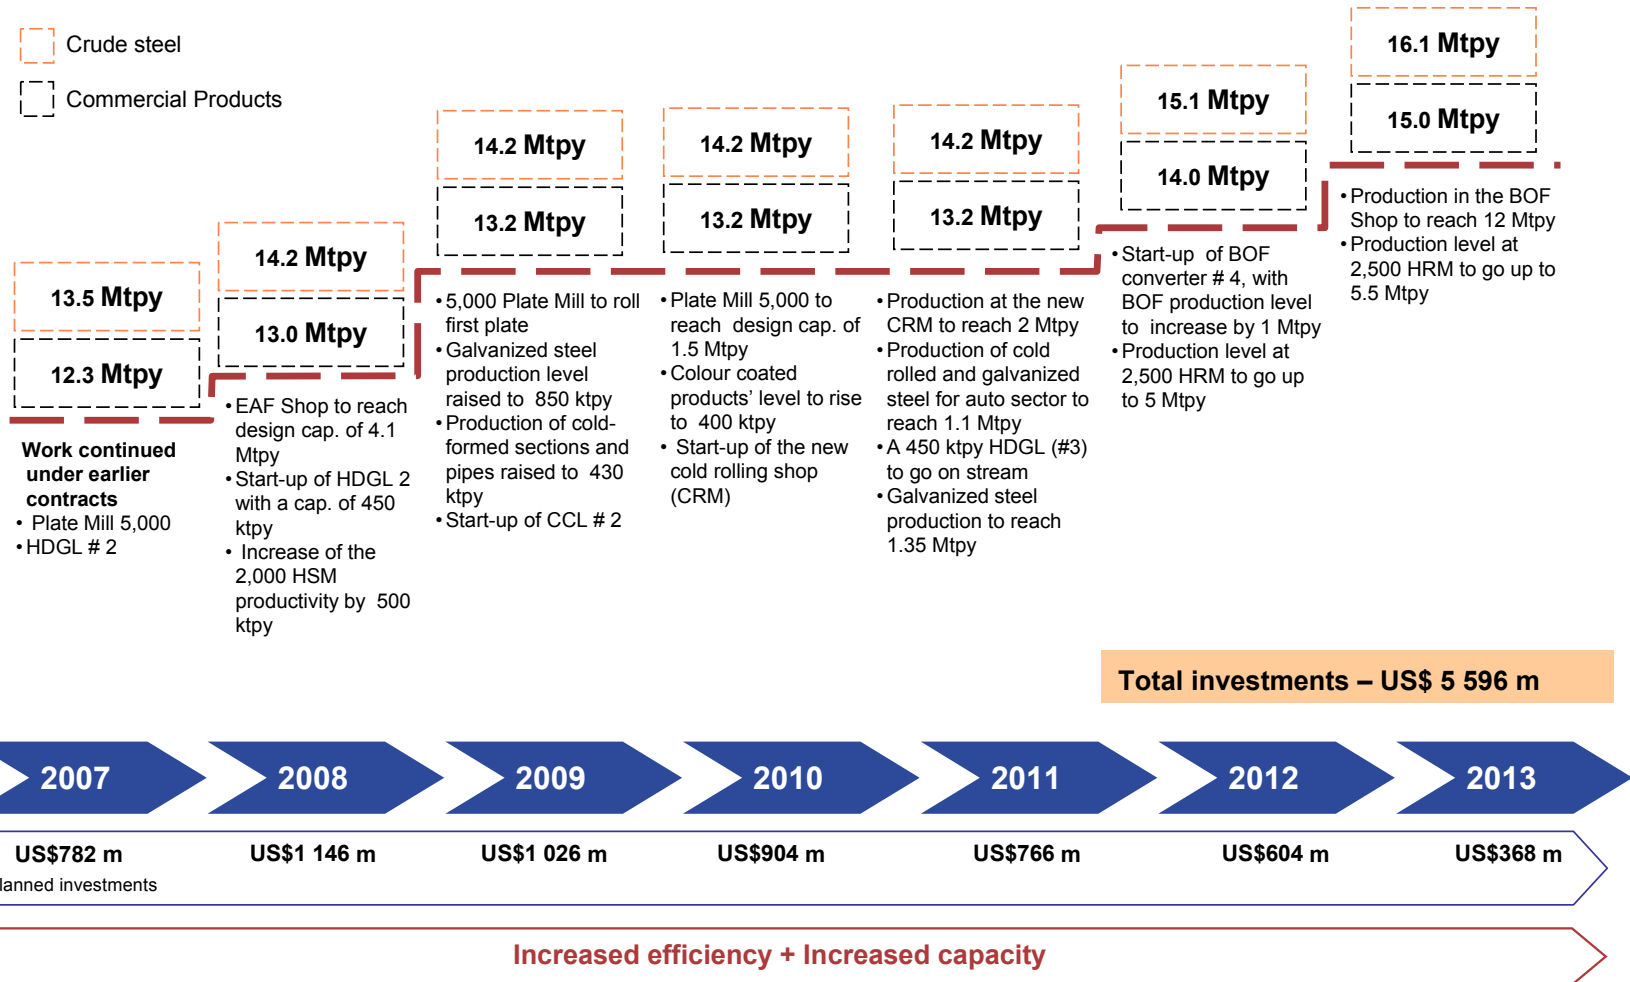 Crude steel
Commercial Products
13.5 Mtpy
12.3 Mtpy
Work continued
under earlier
contracts
• Plate Mill 5,000
• HDGL # 2
14.2 Mtpy
13.0 Mtpy
• EAF Shop to reach
design cap. of 4.1
Mtpy
• Start-up of HDGL 2
with a cap. of 450
ktpy
• Increase of the
2,000 HSM
productivity by 500
ktpy
14.2 Mtpy
13.2 Mtpy
• 5,000 Plate Mill to roll
first plate
• Galvanized steel
production level
raised to 850 ktpy
• Production of cold-
formed sections and
pipes raised to 430
ktpy
• Start-up of CCL # 2
14.2 Mtpy
13.2 Mtpy
• Plate Mill 5,000 to
reach design cap. of
1.5 Mtpy
• Colour coated
products’ level to rise
to 400 ktpy
• Start-up of the new
cold rolling shop
(CRM)
14.2 Mtpy
13.2 Mtpy
• Production at the new
CRM to reach 2 Mtpy
• Production of cold
rolled and galvanized
steel for auto sector to
reach 1.1 Mtpy
• A 450 ktpy HDGL (#3)
to go on stream
• Galvanized steel
production to reach
1.35 Mtpy
15.1 Mtpy
14.0 Mtpy
• Start-up of BOF
converter # 4, with
BOF production level
to increase by 1 Mtpy
• Production level at
2,500 HRM to go up
to 5 Mtpy
16.1 Mtpy
15.0 Mtpy
• Production in the BOF
Shop to reach 12 Mtpy
• Production level at
2,500 HRM to go up to
5.5 Mtpy
Total investments – US$ 5 596 m
2007 2008 2009 2010 2011 2012 2013
US$782 m US$1 146 m US$1 026 m US$904 m US$766 m US$604 m US$368 m
lanned investments
Increased efficiency + Increased capacity